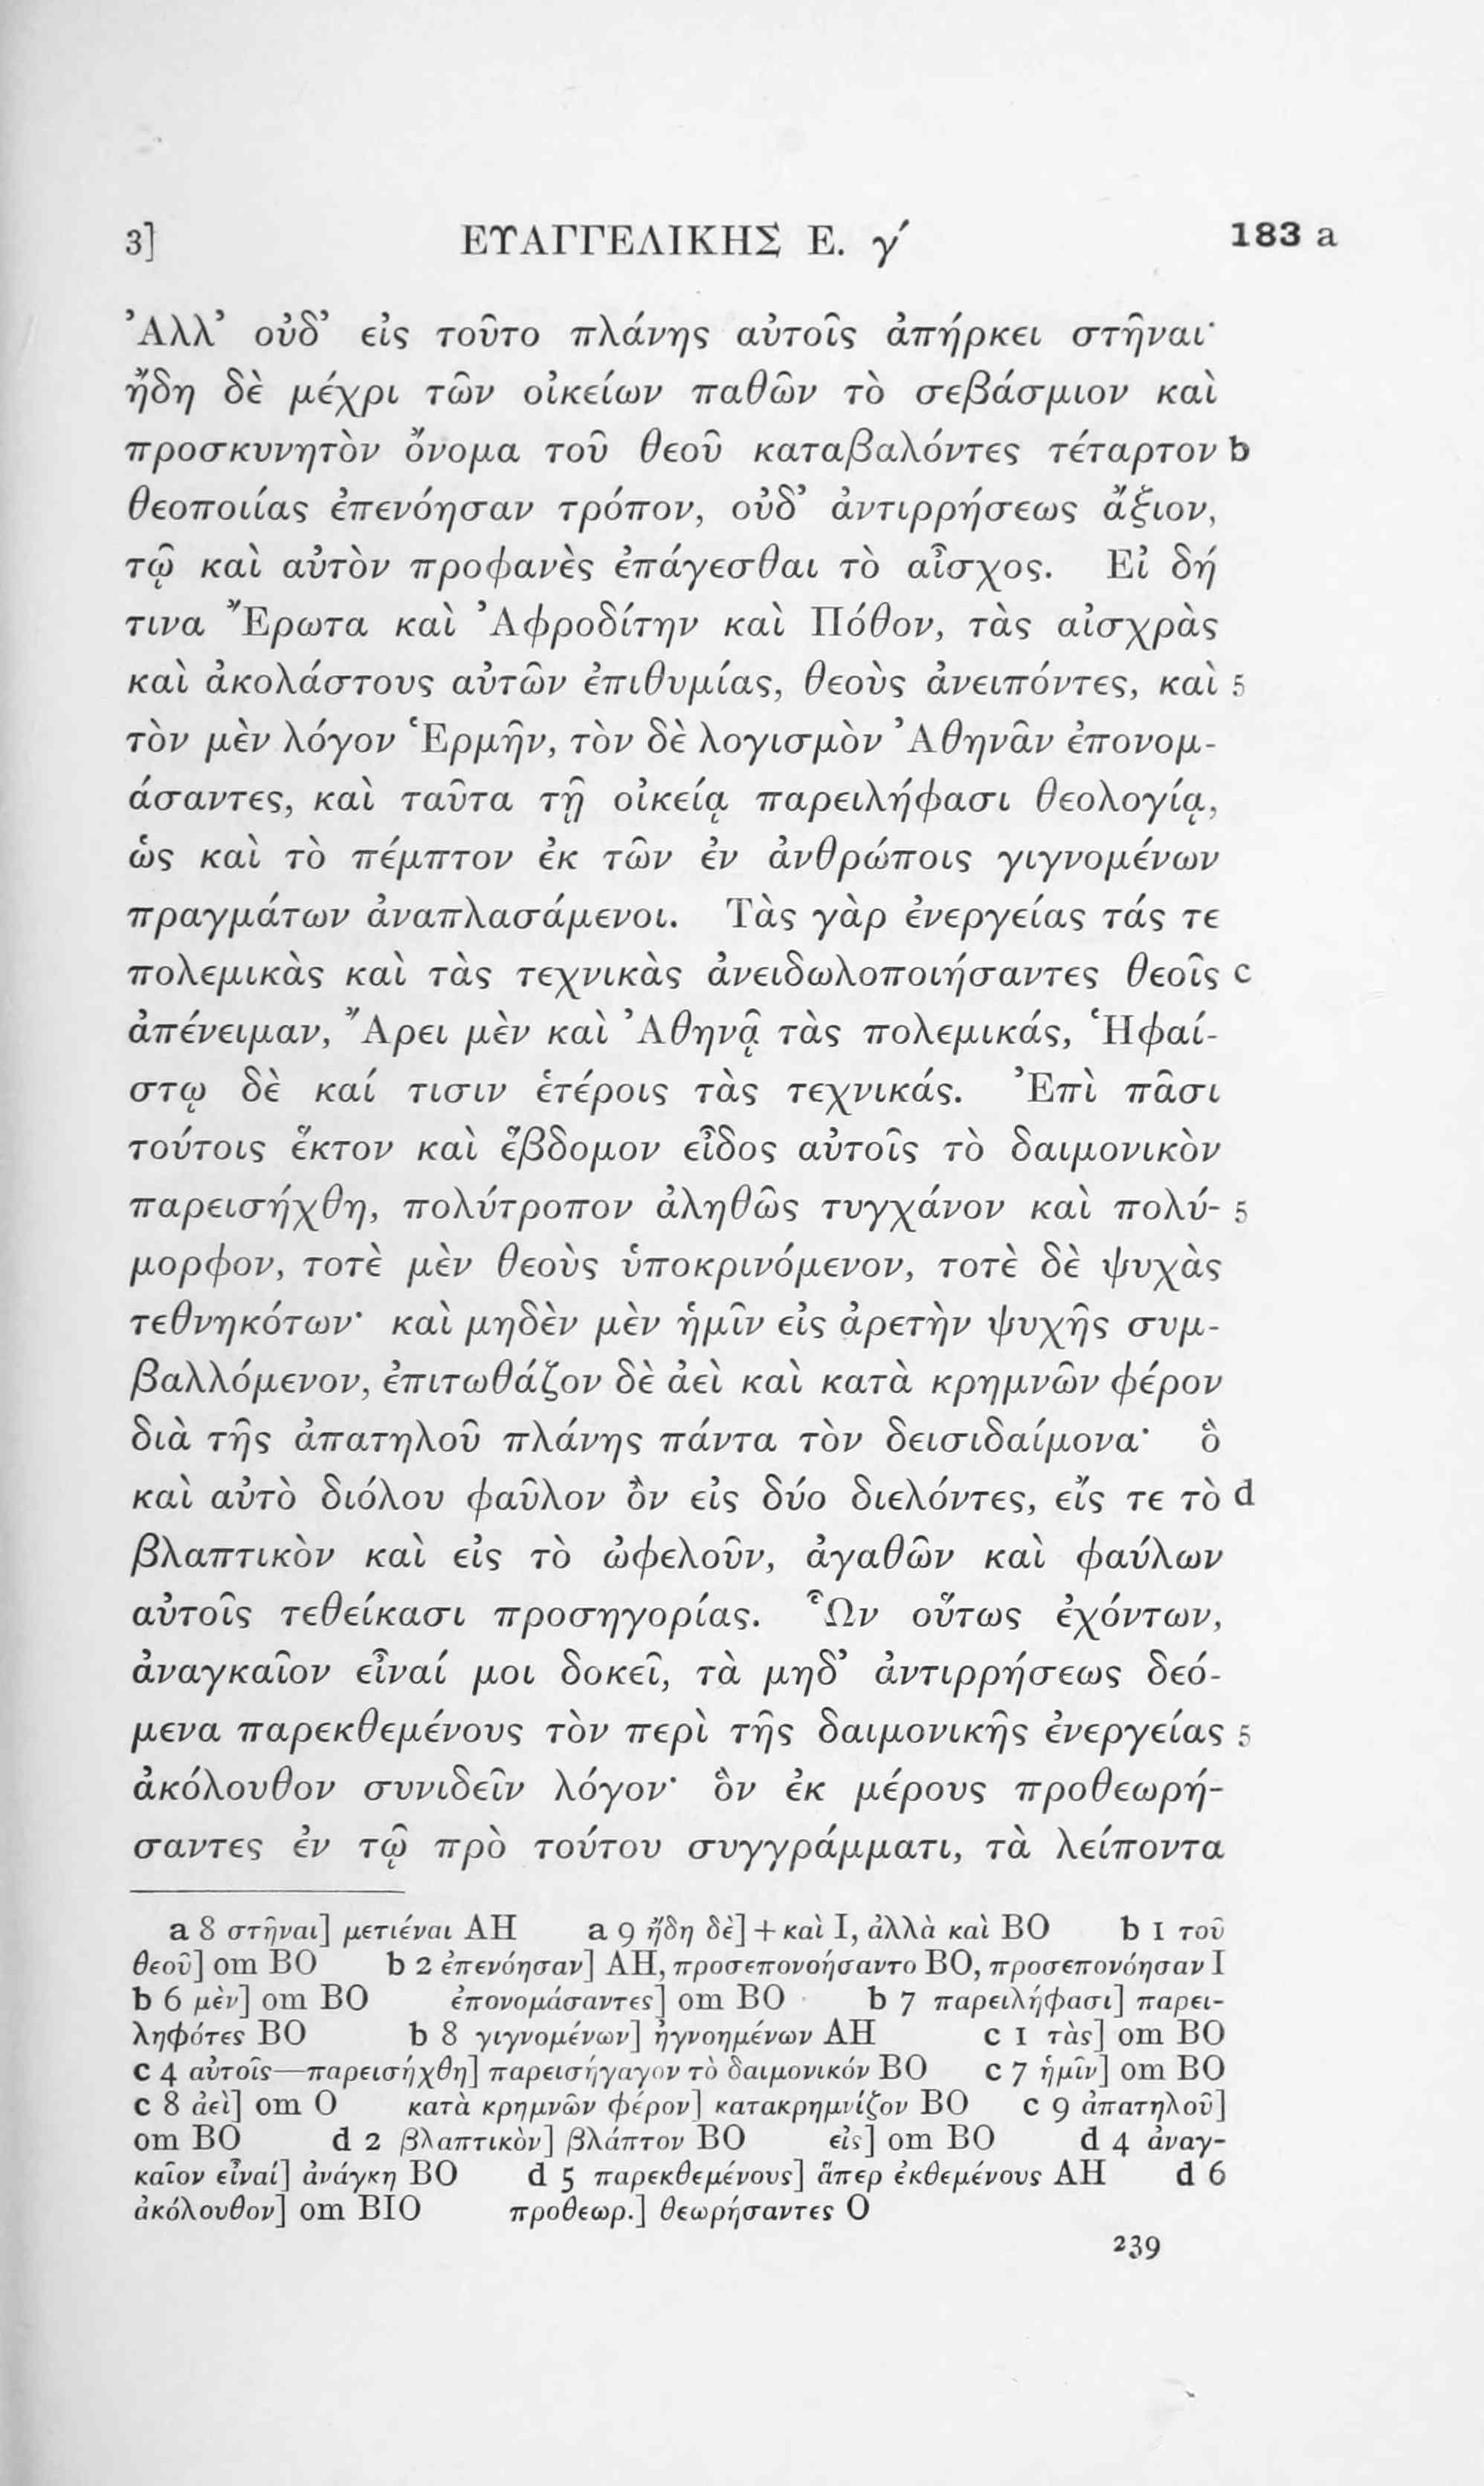 3] ΕΥΑΓΓΕΛΙΚΗΣ Ε. γ´ 183 a
Ἀλλ’ οὐδ’ εἰς τοῦτο πλάνης αὐτοῖς ἀπήρκει στῆναι·
ἤδη δὲ μέχρι τῶν οἰκείων παθῶν τὸ σεβάσμιον καὶ
προσκυνητὸν ὄνομα τοῦ θεοῦ καταβαλόντες τέταρτον b
θεοποιίας ἐπενόησαν τρόπον, οὐδ’ ἀντιρρήσεως ἄξιον,
τῷ καὶ αὐτὸν προφανὲς ἐπάγεσθαι τὸ αἶσχος. Εἰ δή
τινα Ἔρωτα καὶ Ἀφροδίτην καὶ Πόθον, τὰς αἰσχρὰς
καὶ ἀκολάστους αὐτῶν ἐπιθυμίας, θεοὺς ἀνειπόντες, καὶ 5
τὸν μὲν λόγον Ἑρμῆν, τὸν δὲ λογισμὸν Ἀθηνᾶν ἐπονομ-
άσαντες, καὶ ταῦτα τῇ οἰκείᾳ παρειλήφασι θεολογίᾳ,
ὡς καὶ τὸ πέμπτον ἐκ τῶν ἐν ἀνθρώποις γιγνομένων
πραγμάτων ἀναπλασάμενοι. Τὰς γὰρ ἐνεργείας τάς τε
πολεμικὰς καὶ τὰς τεχνικὰς ἀνειδωλοποιήσαντες θεοῖς c
ἀπένειμαν, Ἄρει μὲν καὶ Ἀθηνᾷ τὰς πολεμικάς, Ἡφαί-
στῳ δὲ καί τισιν ἑτέροις τὰς τεχνικάς. Ἐπὶ πᾶσι
τούτοις ἕκτον καὶ ἕβδομον εἶδος αὐτοῖς τὸ δαιμονικὸν
παρεισήχθη, πολύτροπον ἀληθῶς τυγχάνον καὶ πολύ- 5
μορφον, τοτὲ μὲν θεοὺς ὑποκρινόμενον, τοτὲ δὲ ψυχὰς
τεθνηκότων· καὶ μηδὲν μὲν ἡμῖν εἰς ἀρετὴν ψυχῆς συμ-
βαλλόμενον, ἐπιτωθάζον δὲ ἀεὶ καὶ κατὰ κρημνῶν φέρον
διὰ τῆς ἀπατηλοῦ πλάνης πάντα τὸν δεισιδαίμονα· ὃ
καὶ αὐτὸ διόλου φαῦλον ὂν εἰς δύο διελόντες, εἴς τε τὸ d
βλαπτικὸν καὶ εἰς τὸ ὠφελοῦν, ἀγαθῶν καὶ φαύλων
αὐτοῖς τεθείκασι προσηγορίας. Ὧν οὕτως ἐχόντων,
ἀναγκαῖον εἶναί μοι δοκεῖ, τὰ μηδ’ ἀντιρρήσεως δεό-
μενα παρεκθεμένους τὸν περὶ τῆς δαιμονικῆς ἐνεργείας 5
ἀκόλουθον συνιδεῖν λόγον· ὃν ἐκ μέρους προθεωρή-
σαντες ἐν τῷ πρὸ τούτου συγγράμματι, τὰ λείποντα
a 8 στῆναι] μετιέναι AH a 9 ἤδη δὲ] + καὶ I, ἀλλὰ καὶ BO b 1 τοῦ
θεοῦ] om BO b 2 ἐπενόησαν] AH, προσεπονοήσαντο BO, προσεπονόησαν I
b 6 μὲν] om BO ἐπονομάσαντες] om BO b 7 παρειλήφασι] παρει-
ληφότες BO b 8 γιγνομένων] ἠγνοημένων AH c 1 τὰς] om BO
c 4 αὐτοῖς—παρεισήχθη] παρεισήγαγον τὸ δαιμονικόν BO c 7 ἡμῖν] om BO
c 8 ἀεὶ] om O κατὰ κρημνῶν φέρον] κατακρημνίζον BO c 9 ἀπατηλοῦ]
om BO d 2 βλαπτικὸν] βλάπτον BO εἰς] om BO d 4 ἀναγ-
καῖον εἶναί] ἀνάγκη BO d 5 παρεκθεμένους] ἅπερ ἐκθεμένους AH d 6
ἀκόλουθον] om BIO προθεωρ.] θεωρήσαντες O
239